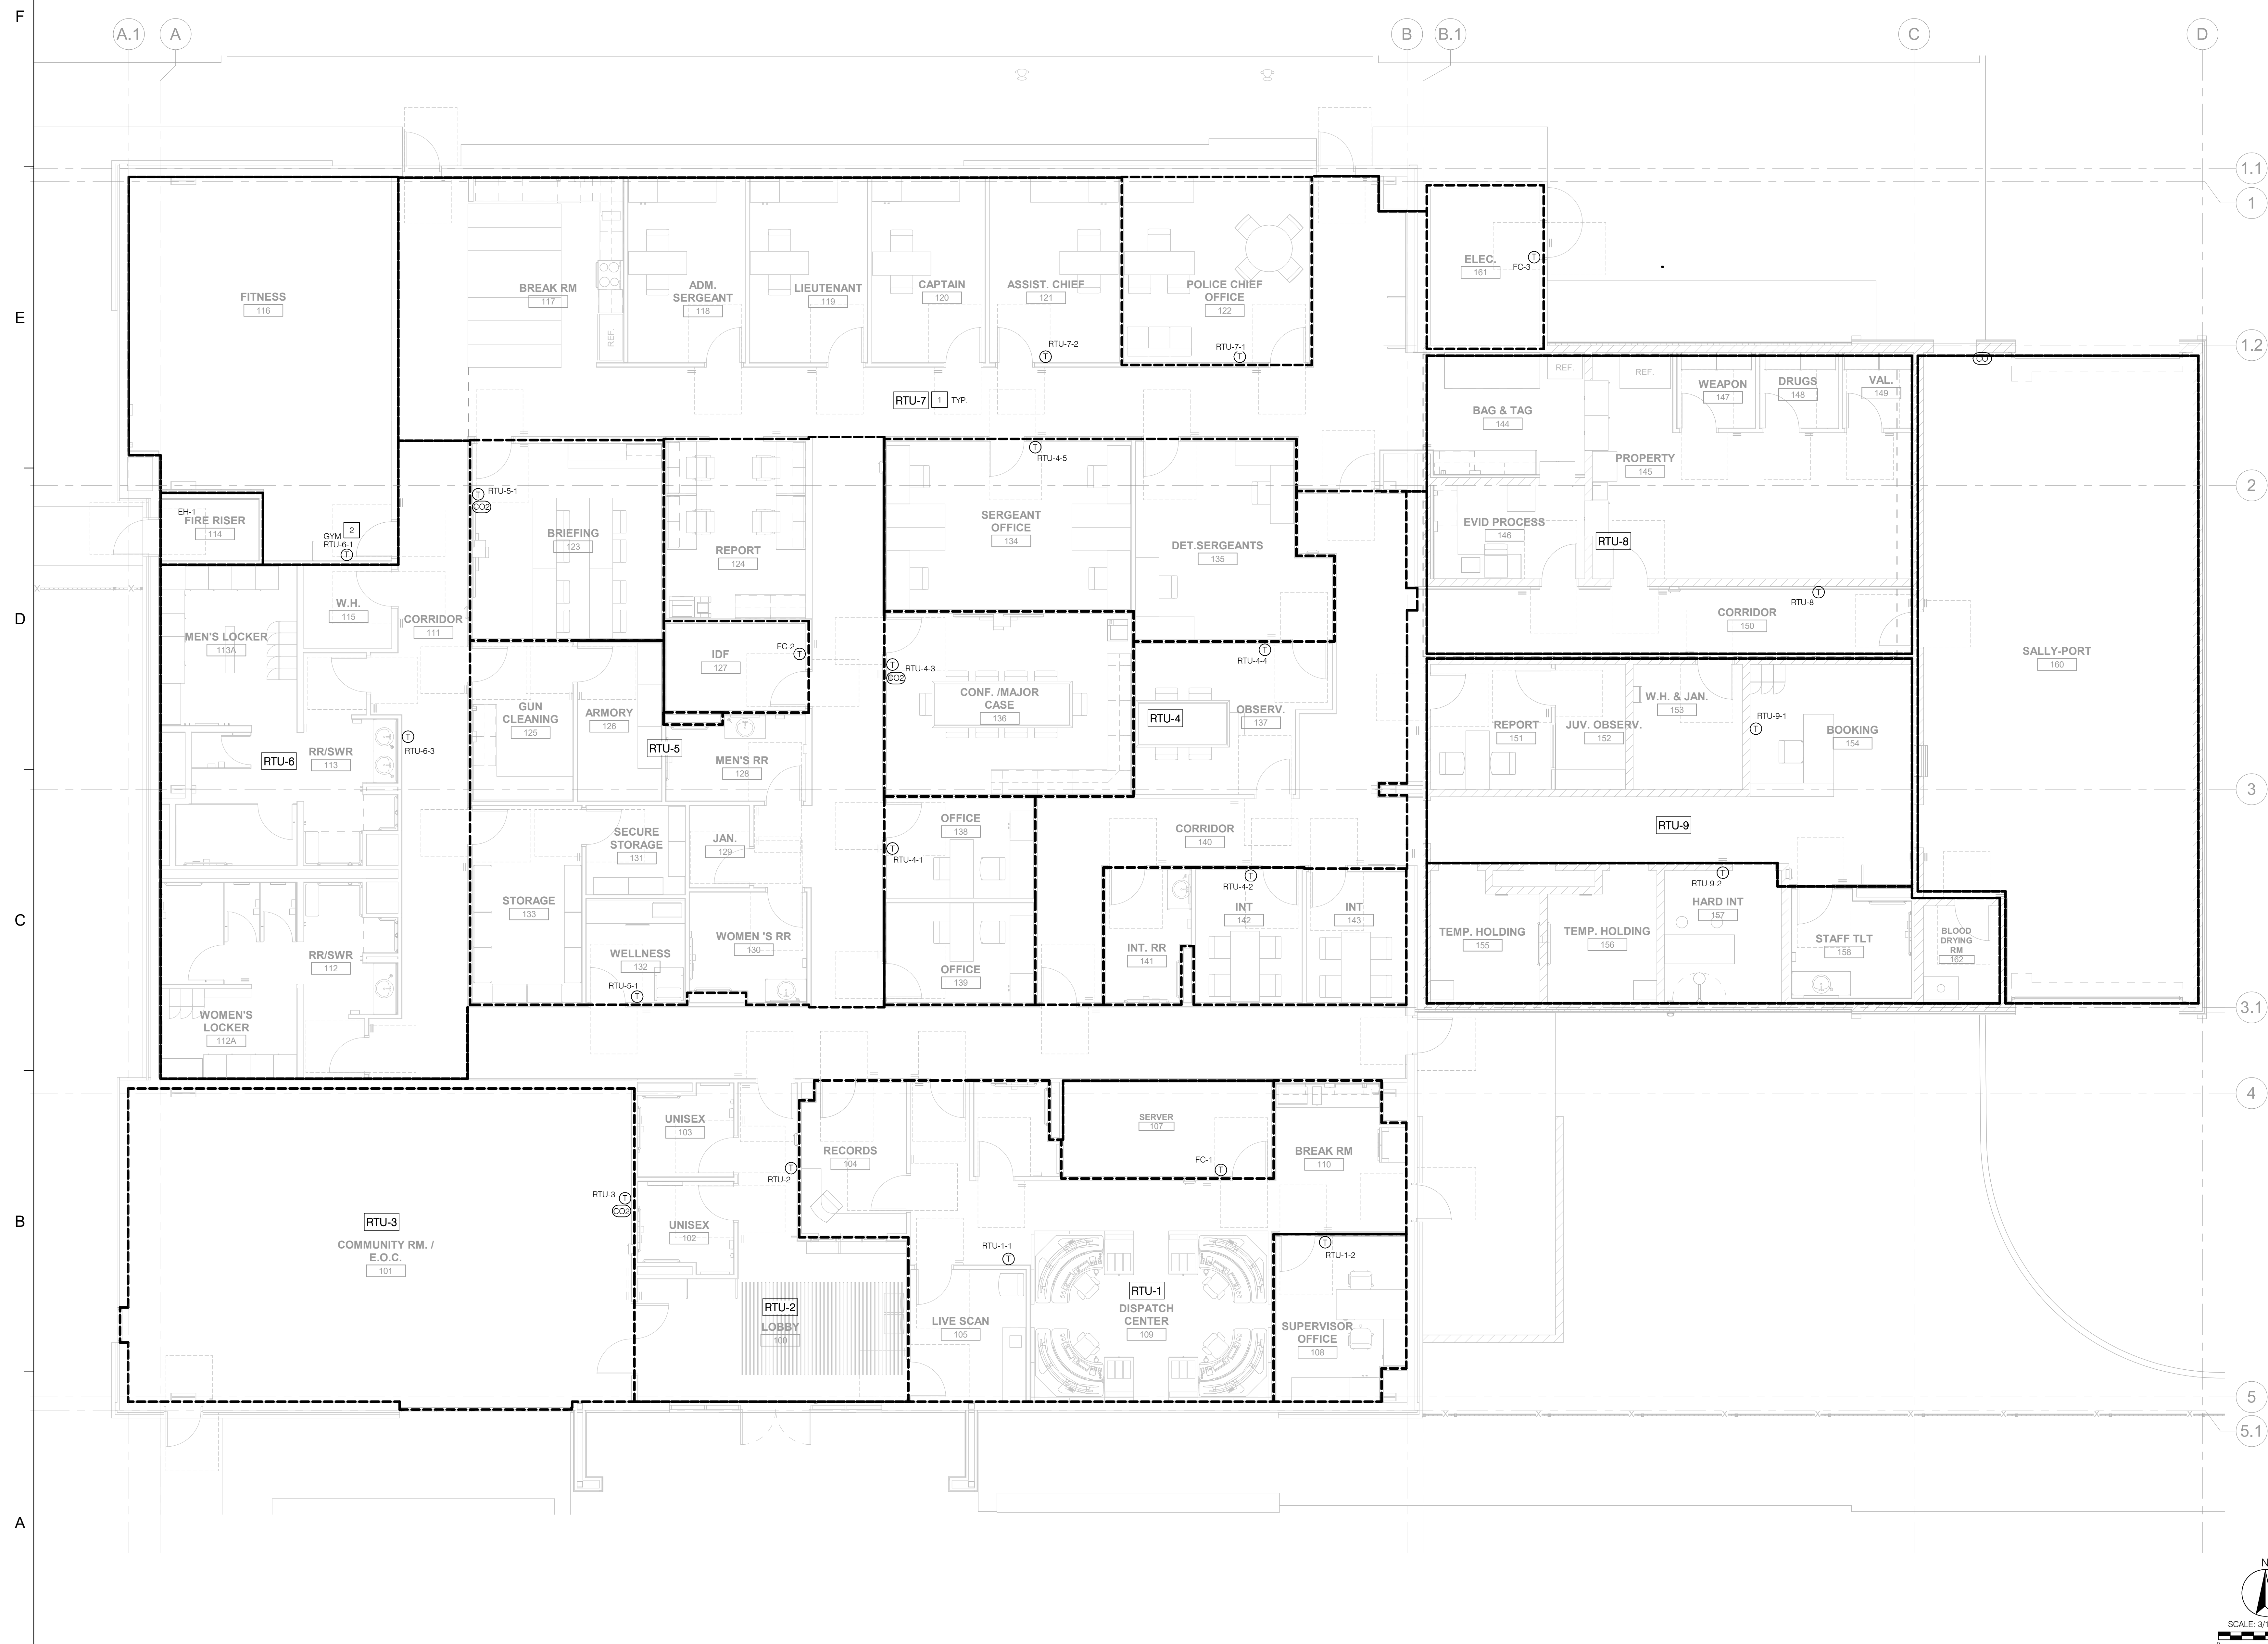 F
A.1
A
B
B.1
C
D
1.1
1
1.2
E
FITNESS
116
BREAK RM
117
REF.
ADM.
SERGEANT
118
LIEUTENANT
119
CAPTAIN
120
ASSIST. CHIEF
121
T
RTU-7-2
POLICE CHIEF
OFFICE
122
RTU-7-1
T
ELEC.
161
T
FC-3
RTU-7
1
TYP.
CO
REF.
REF.
WEAPON
147
DRUGS
148
VAL.
149
BAG & TAG
144
PROPERTY
145
2
T
RTU-5-1
CO2
BRIEFING
123
REPORT
124
T
RTU-4-5
SERGEANT
OFFICE
134
DET.SERGEANTS
135
EVID PROCESS
146
RTU-8
EH-1
FIRE RISER
114
2
GYM
RTU-6-1
T
D
W.H.
115
CORRIDOR
111
MEN'S LOCKER
113A
T
RTU-8
CORRIDOR
150
SALLY-PORT
160
IDF
127
FC-2
T
T
RTU-4-3
CO2
T
RTU-4-4
CONF. /MAJOR
CASE
136
RTU-4
OBSERV.
137
GUN
CLEANING
125
ARMORY
126
RTU-5
MEN'S RR
128
RR/SWR
113
RTU-6
T
RTU-6-3
REPORT
151
JUV. OBSERV.
152
W.H. & JAN.
153
RTU-9-1
T
BOOKING
154
3
RTU-9
SECURE
STORAGE
131
JAN.
129
OFFICE
138
T
RTU-4-1
CORRIDOR
140
T
RTU-4-2
T
RTU-9-2
C
STORAGE
133
WOMEN 'S RR
130
WELLNESS
132
RTU-5-1
T
OFFICE
139
INT. RR
141
INT
142
INT
143
TEMP. HOLDING
155
TEMP. HOLDING
156
HARD INT
157
STAFF TLT
158
BLOOD
DRYING
RM
162
RR/SWR
112
WOMEN'S
LOCKER
112A
3.1
4
UNISEX
103
RECORDS
104
SERVER
107
FC-1
T
BREAK RM
110
T
RTU-2
RTU-3
T
CO2
B
RTU-3
COMMUNITY RM. /
E.O.C.
101
UNISEX
102
RTU-1-1
T
T
RTU-1-2
RTU-2
LOBBY
100
LIVE SCAN
105
RTU-1
DISPATCH
CENTER
109
SUPERVISOR
OFFICE
108
5
5.1
A
N
SCALE: 3/1